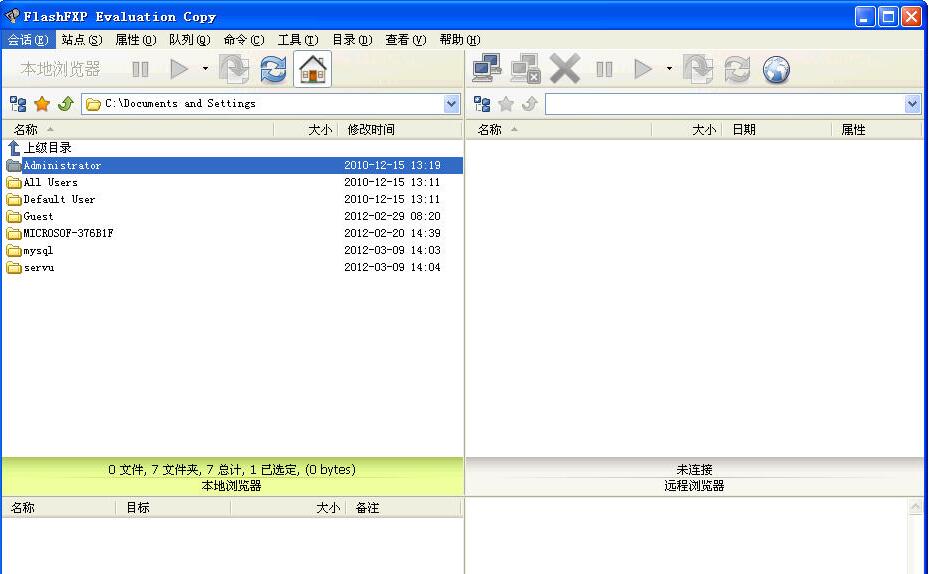 FlashFXP Evaluation Copy
会话(E) 站点(S) 属性(O) 队列(Q) 命令(C) 工具(T) 目录(D) 查看(V) 帮助(H)
本地浏览器
C:\Documents and Settings
名称 大小 修改时间 名称 大小 日期 属性
上级目录
Administrator 2010-12-15 13:19
All Users 2010-12-15 13:11
Default User 2010-12-15 13:11
Guest 2012-02-29 08:20
MICROSOF-376B1F 2012-02-20 14:39
mysql 2012-03-09 14:03
servu 2012-03-09 14:04
0 文件, 7 文件夹, 7 总计, 1 已选定, (0 bytes) 未连接
本地浏览器 远程浏览器
名称 目标 大小 备注